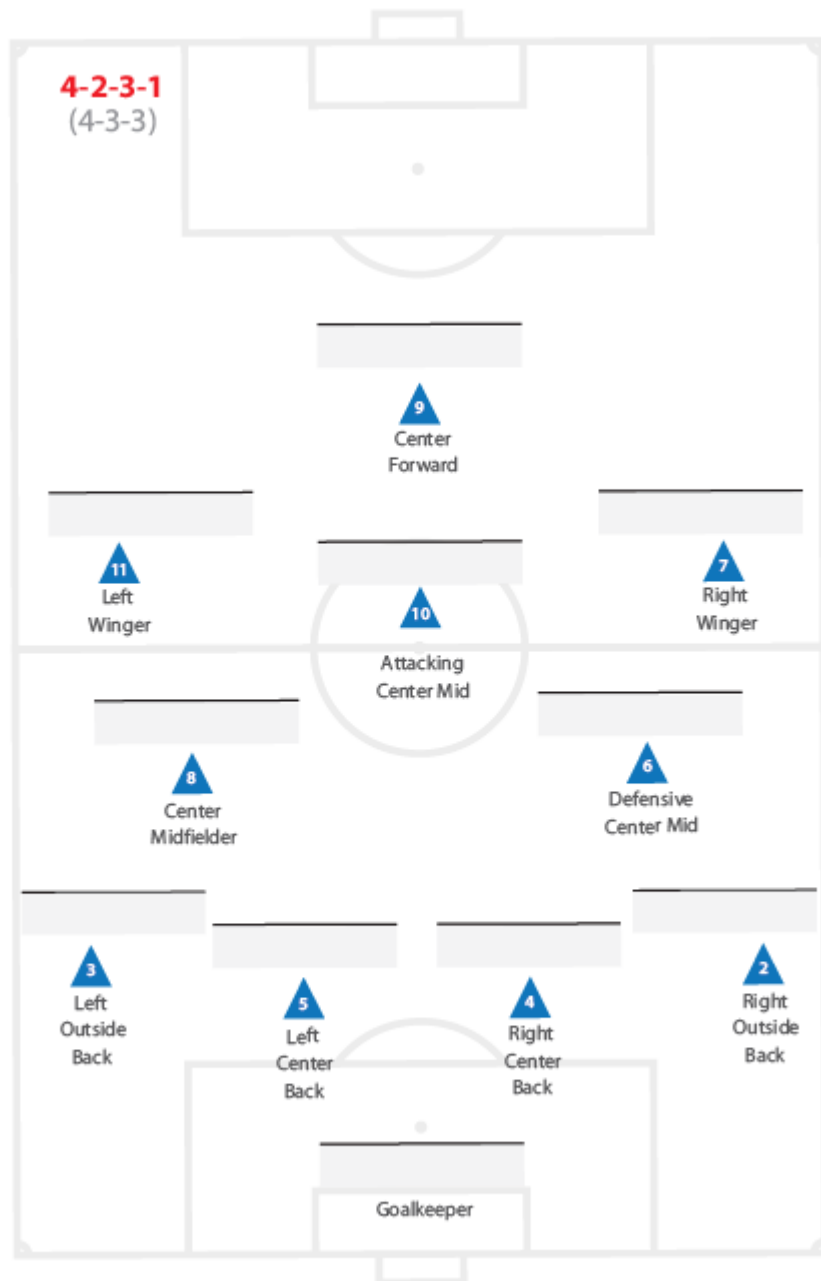 4-2-3-1
(4-3-3)
9
Center
Forward
11
Left
Winger
10
Attacking
Center Mid
7
Right
Winger
8
Center
Midfielder
6
Defensive
Center Mid
3
Left
Outside
Back
5
Left
Center
Back
4
Right
Center
Back
2
Right
Outside
Back
Goalkeeper